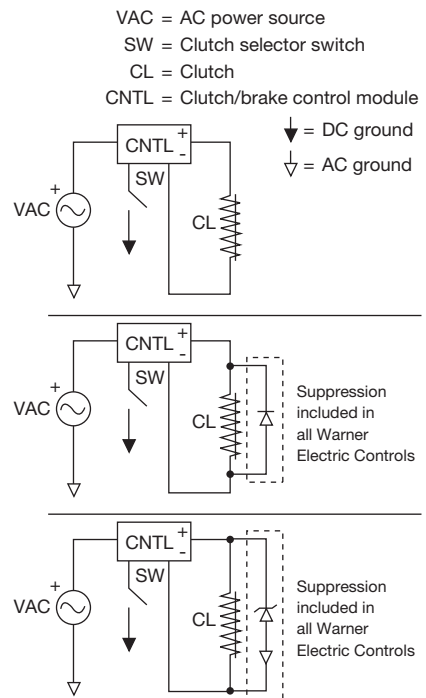 VAC = AC power source
SW = Clutch selector switch
CL = Clutch
CNTL = Clutch/brake control module
= DC ground
= AC ground
CNTL + -
SW
+
VAC
CL
CNTL + -
SW
+
VAC
CL
Suppression
included in
all Warner
Electric Controls
CNTL + -
SW
+
VAC
CL
Suppression
included in
all Warner
Electric Controls